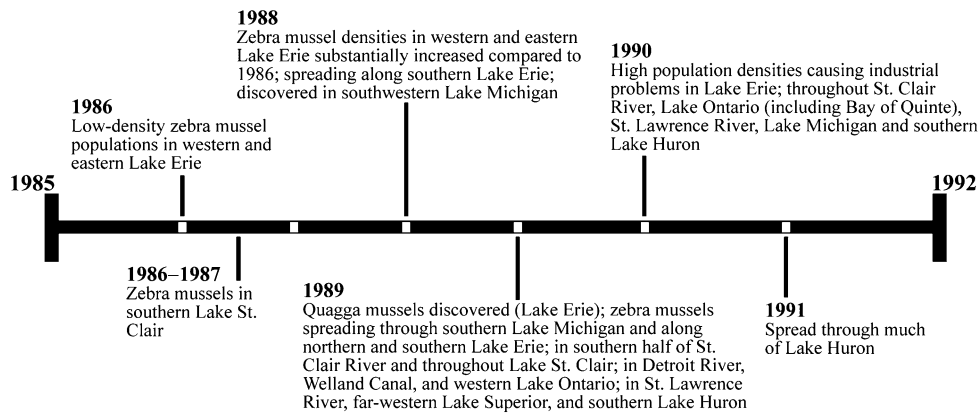 1988
Zebra mussel densities in western and eastern
Lake Erie substantially increased compared to
1986; spreading along southern Lake Erie;
discovered in southwestern Lake Michigan
1990
High population densities causing industrial
problems in Lake Erie; throughout St. Clair
River, Lake Ontario (including Bay of Quinte),
St. Lawrence River, Lake Michigan and southern
Lake Huron
1986
Low-density zebra mussel
populations in western and
eastern Lake Erie
1985
1992
1986–1987
Zebra mussels in
southern Lake St.
Clair
1989
Quagga mussels discovered (Lake Erie); zebra mussels
spreading through southern Lake Michigan and along
northern and southern Lake Erie; in southern half of St.
Clair River and throughout Lake St. Clair; in Detroit River,
Welland Canal, and western Lake Ontario; in St. Lawrence
River, far-western Lake Superior, and southern Lake Huron
1991
Spread through much
of Lake Huron